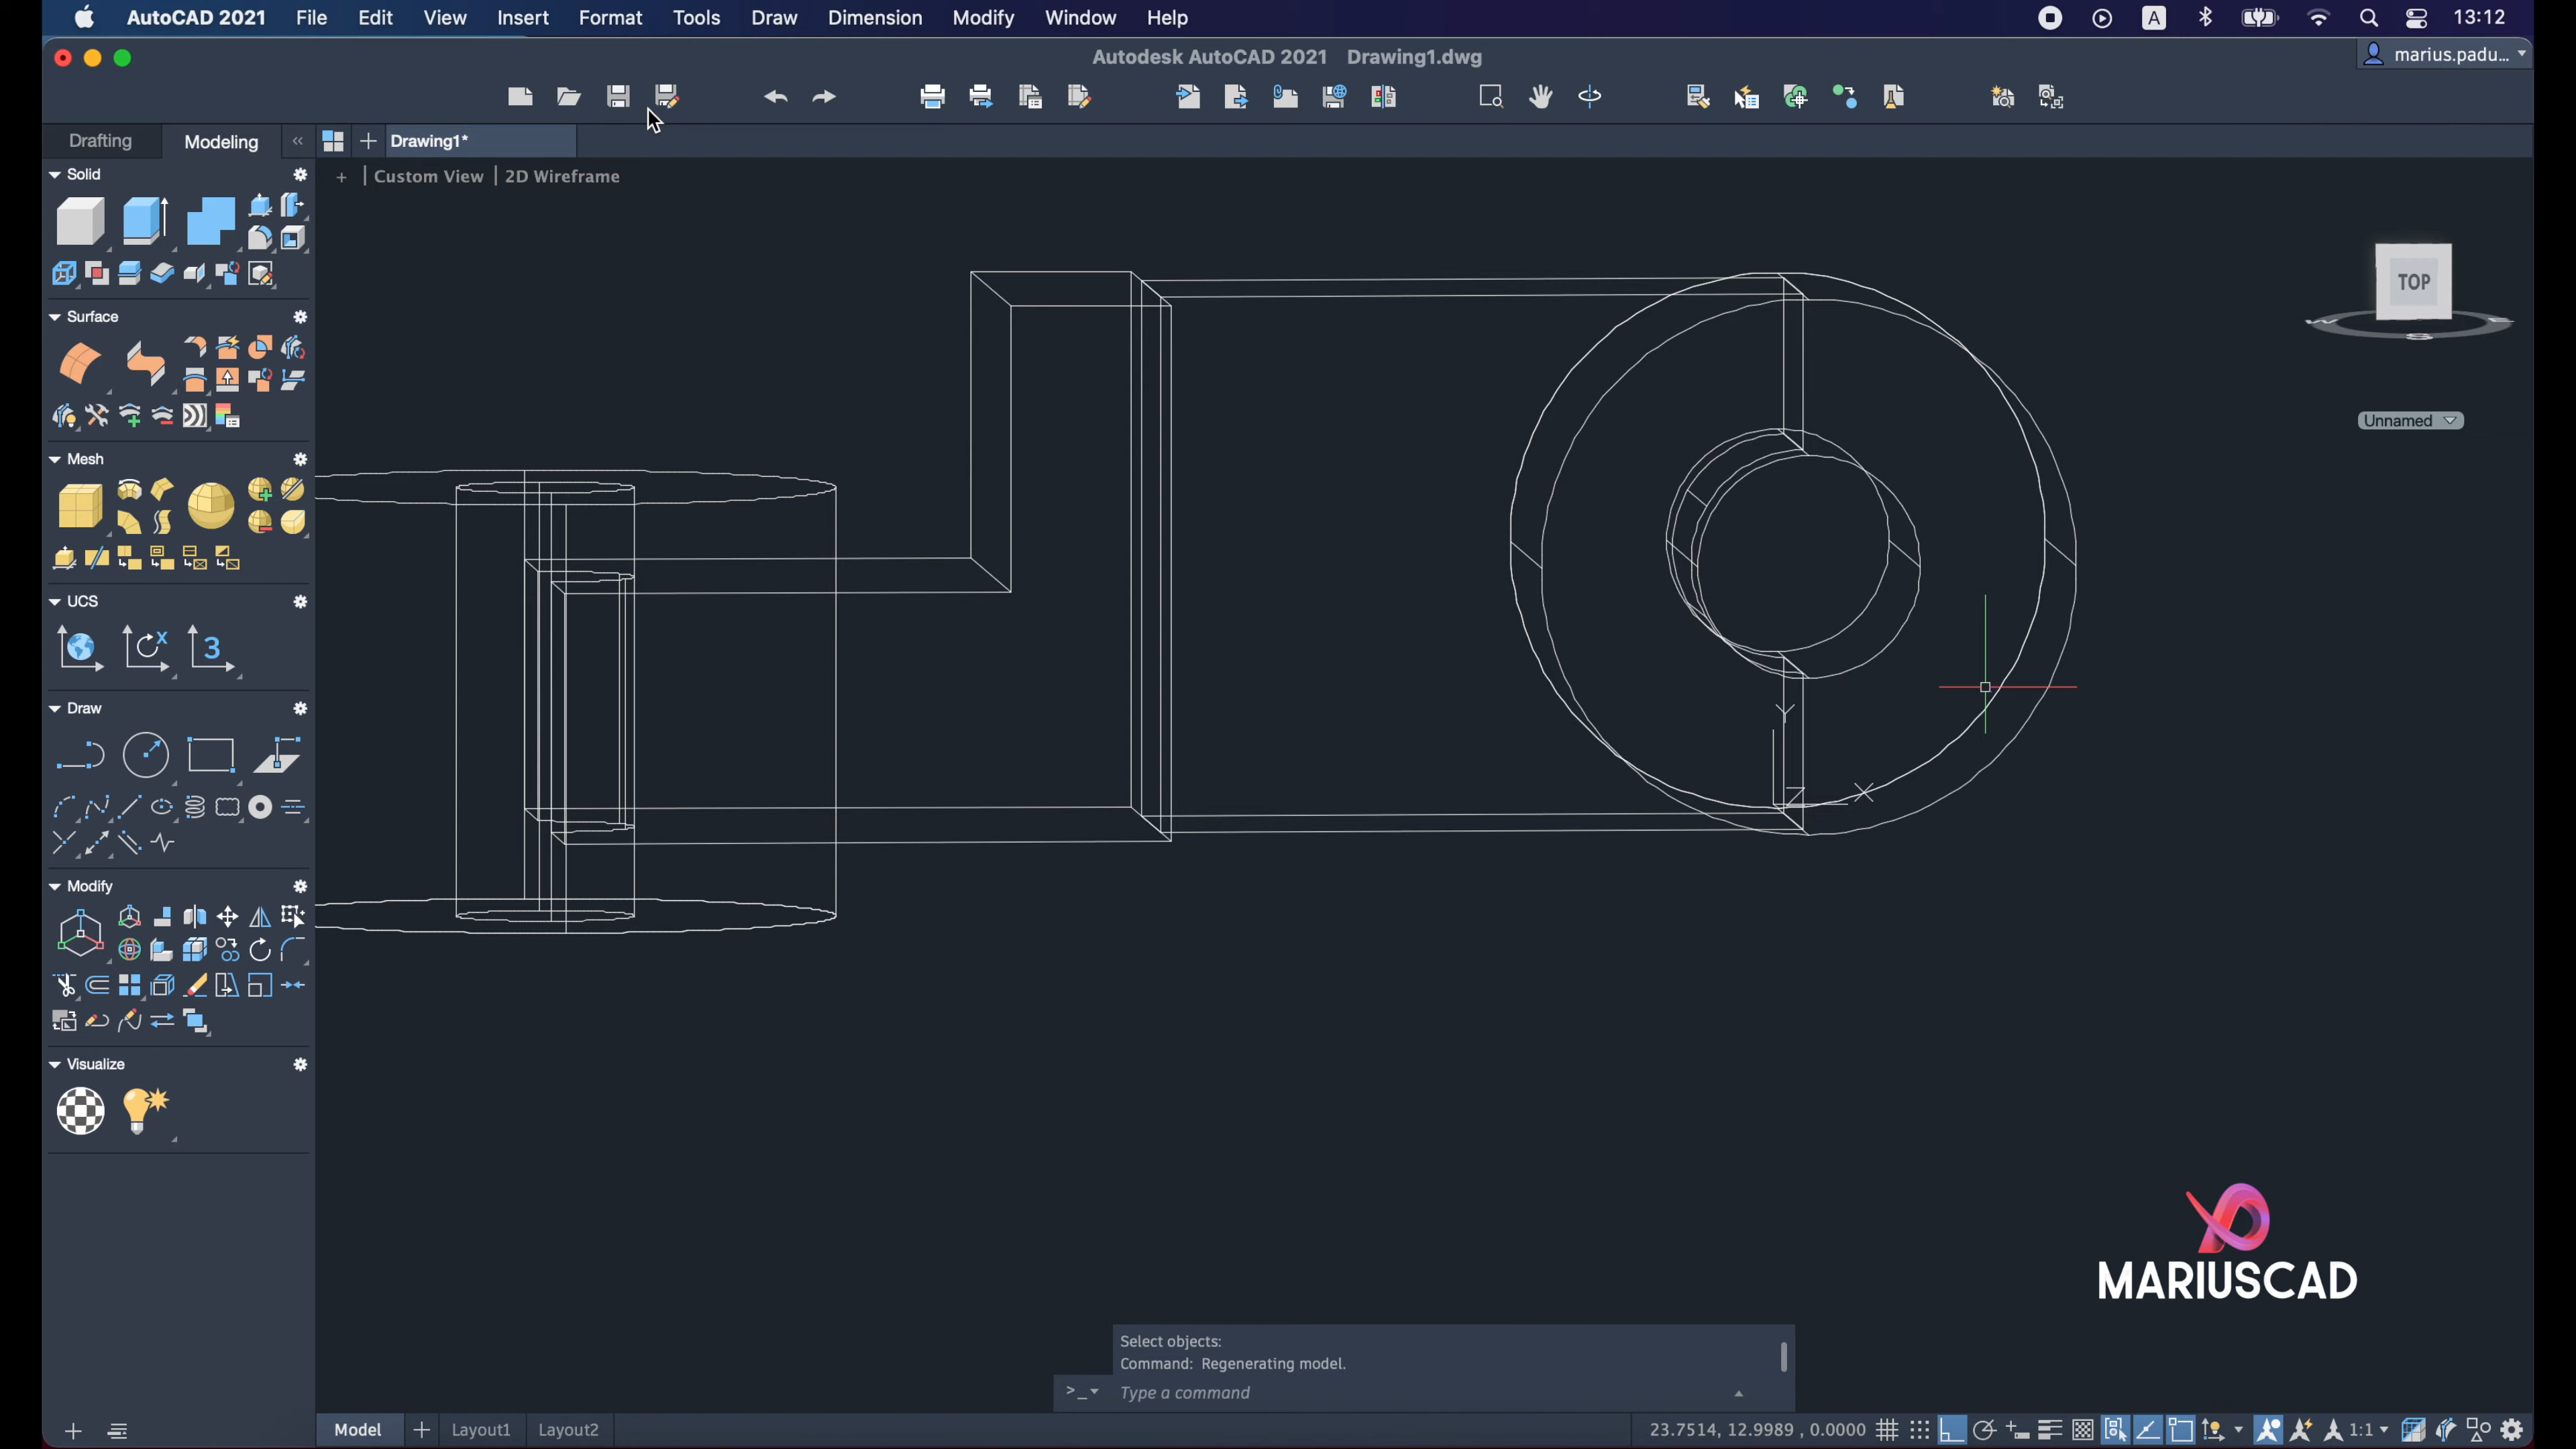 AutoCAD 2021 File Edit View Insert Format Tools Draw Dimension Modify Window Help A 13:12
Autodesk AutoCAD 2021 Drawing1.dwg marius.padu...
Drafting Modeling « + Drawing1*
Solid
+ | Custom View | 2D Wireframe
TOP
Surface
Unnamed
Mesh
UCS
X
3
Draw
Y
X
Z
Modify
Visualize
MARIUSCAD
Select objects:
Command: Regenerating model.
>_ Type a command
Model + Layout1 Layout2 23.7514, 12.9989 , 0.0000 1:1